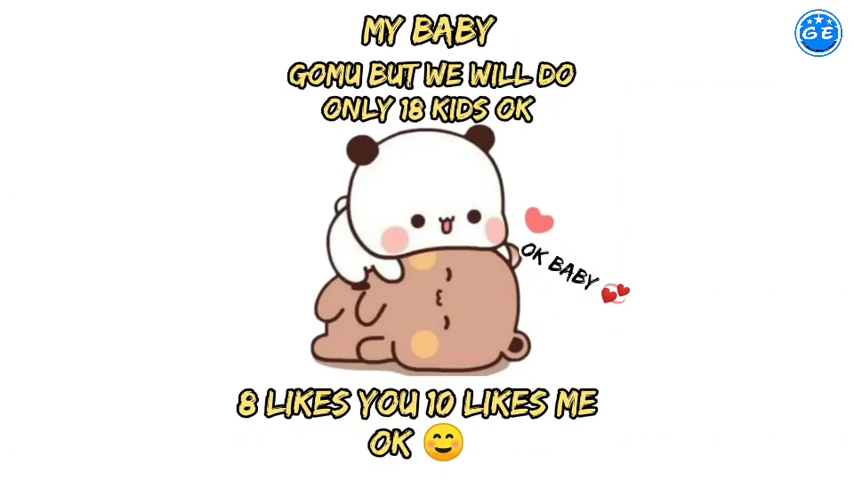 MY BABY
GE
GOMU BUT WE WILL DO
ONLY 18 KIDS OK
OK BABY 💞
8 LIKES YOU 10 LIKES ME
OK 😊